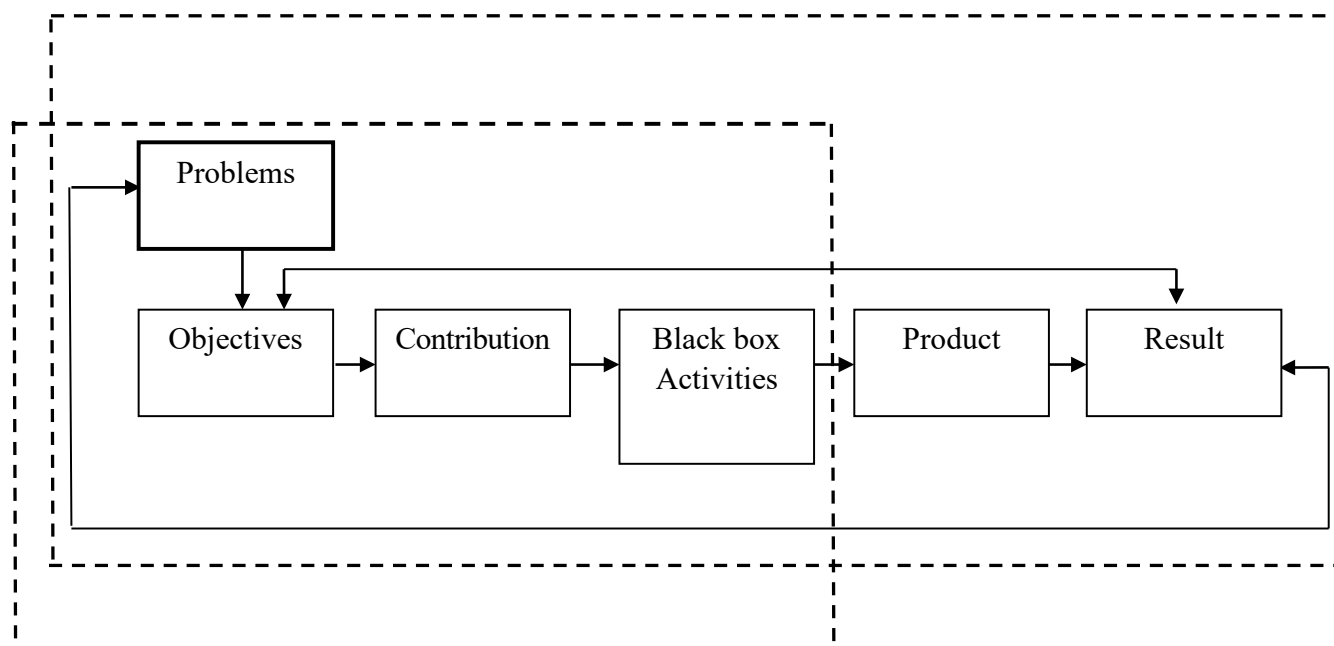 Problems
Objectives
Contribution
Black box
Activities
Product
Result